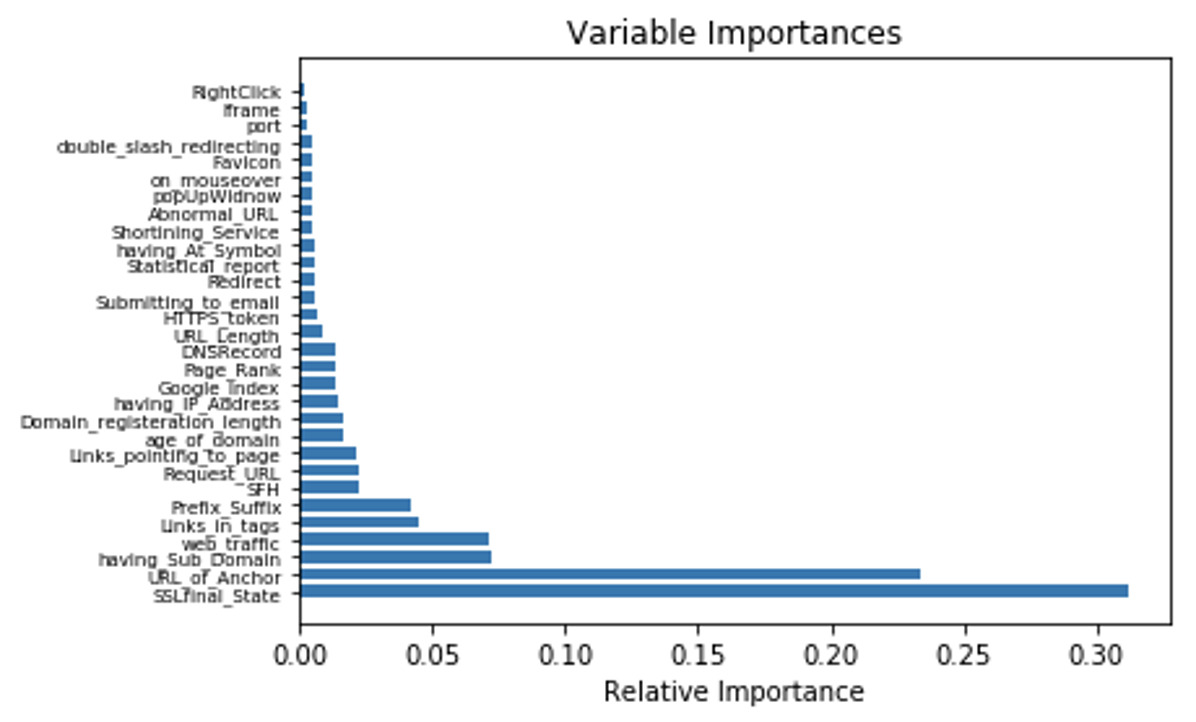 Variable Importances
RightClick
Iframe
port
double_slash_redirecting
Favicon
on_mouseover
popUpWidnow
Abnormal_URL
Shortining_Service
having_At_Symbol
Statistical_report
Redirect
Submitting_to_email
HTTPS_token
URL_Length
DNSRecord
Page_Rank
Google_Index
having_IP_Address
Domain_registeration_length
age_of_domain
Links_pointing_to_page
Request_URL
SFH
Prefix_Suffix
Links_in_tags
web_traffic
having_Sub_Domain
URL_of_Anchor
SSLfinal_State
0.00 0.05 0.10 0.15 0.20 0.25 0.30
Relative Importance